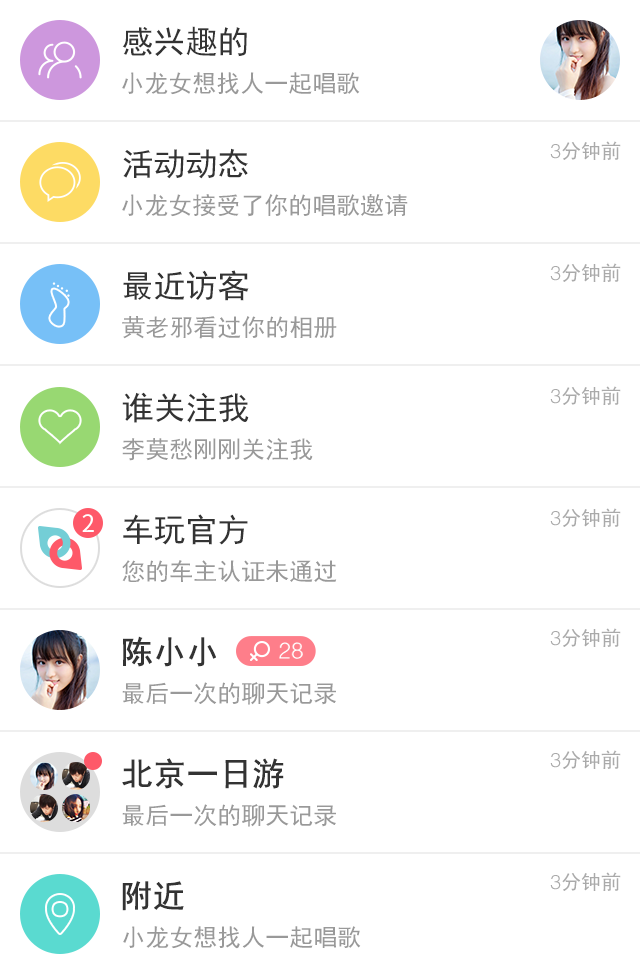 感兴趣的
小龙女想找人一起唱歌
活动动态
3分钟前
小龙女接受了你的唱歌邀请
最近访客
3分钟前
黄老邪看过你的相册
谁关注我
3分钟前
李莫愁刚刚关注我
2
车玩官方
3分钟前
您的车主认证未通过
陈小小
28
3分钟前
最后一次的聊天记录
北京一日游
3分钟前
最后一次的聊天记录
附近
3分钟前
小龙女想找人一起唱歌